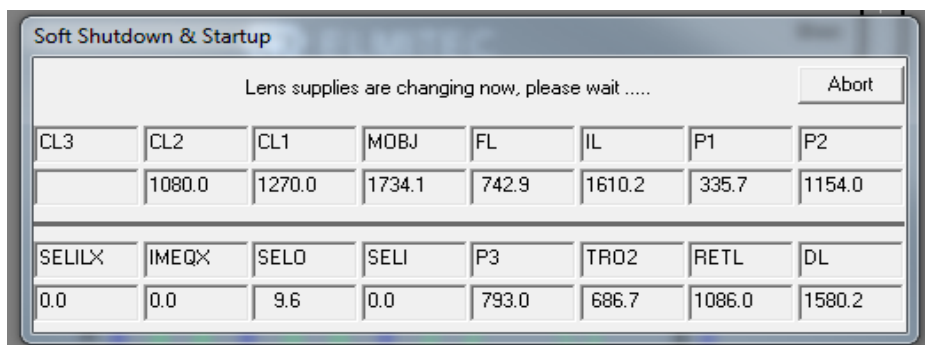 Soft Shutdown & Startup
Lens supplies are changing now, please wait ..... Abort
CL3 CL2 CL1 MOBJ FL IL P1 P2
1080.0 1270.0 1734.1 742.9 1610.2 335.7 1154.0
SELILX IMEQX SELO SELI P3 TRO2 RETL DL
0.0 0.0 9.6 0.0 793.0 686.7 1086.0 1580.2